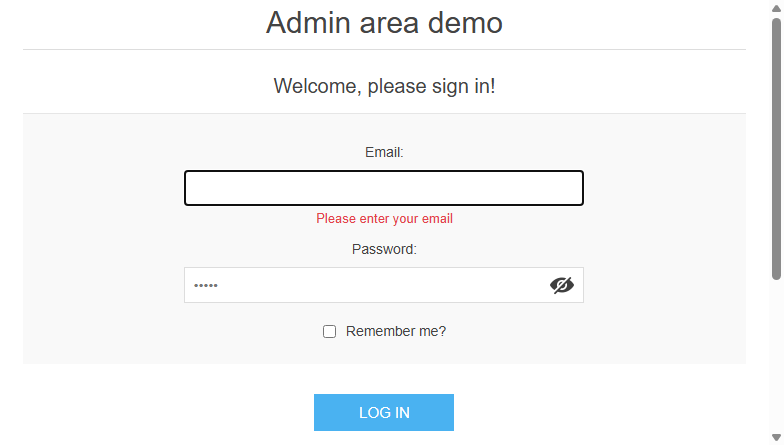 Admin area demo
Welcome, please sign in!
Email:
Please enter your email
Password:
•••••
Remember me?
LOG IN